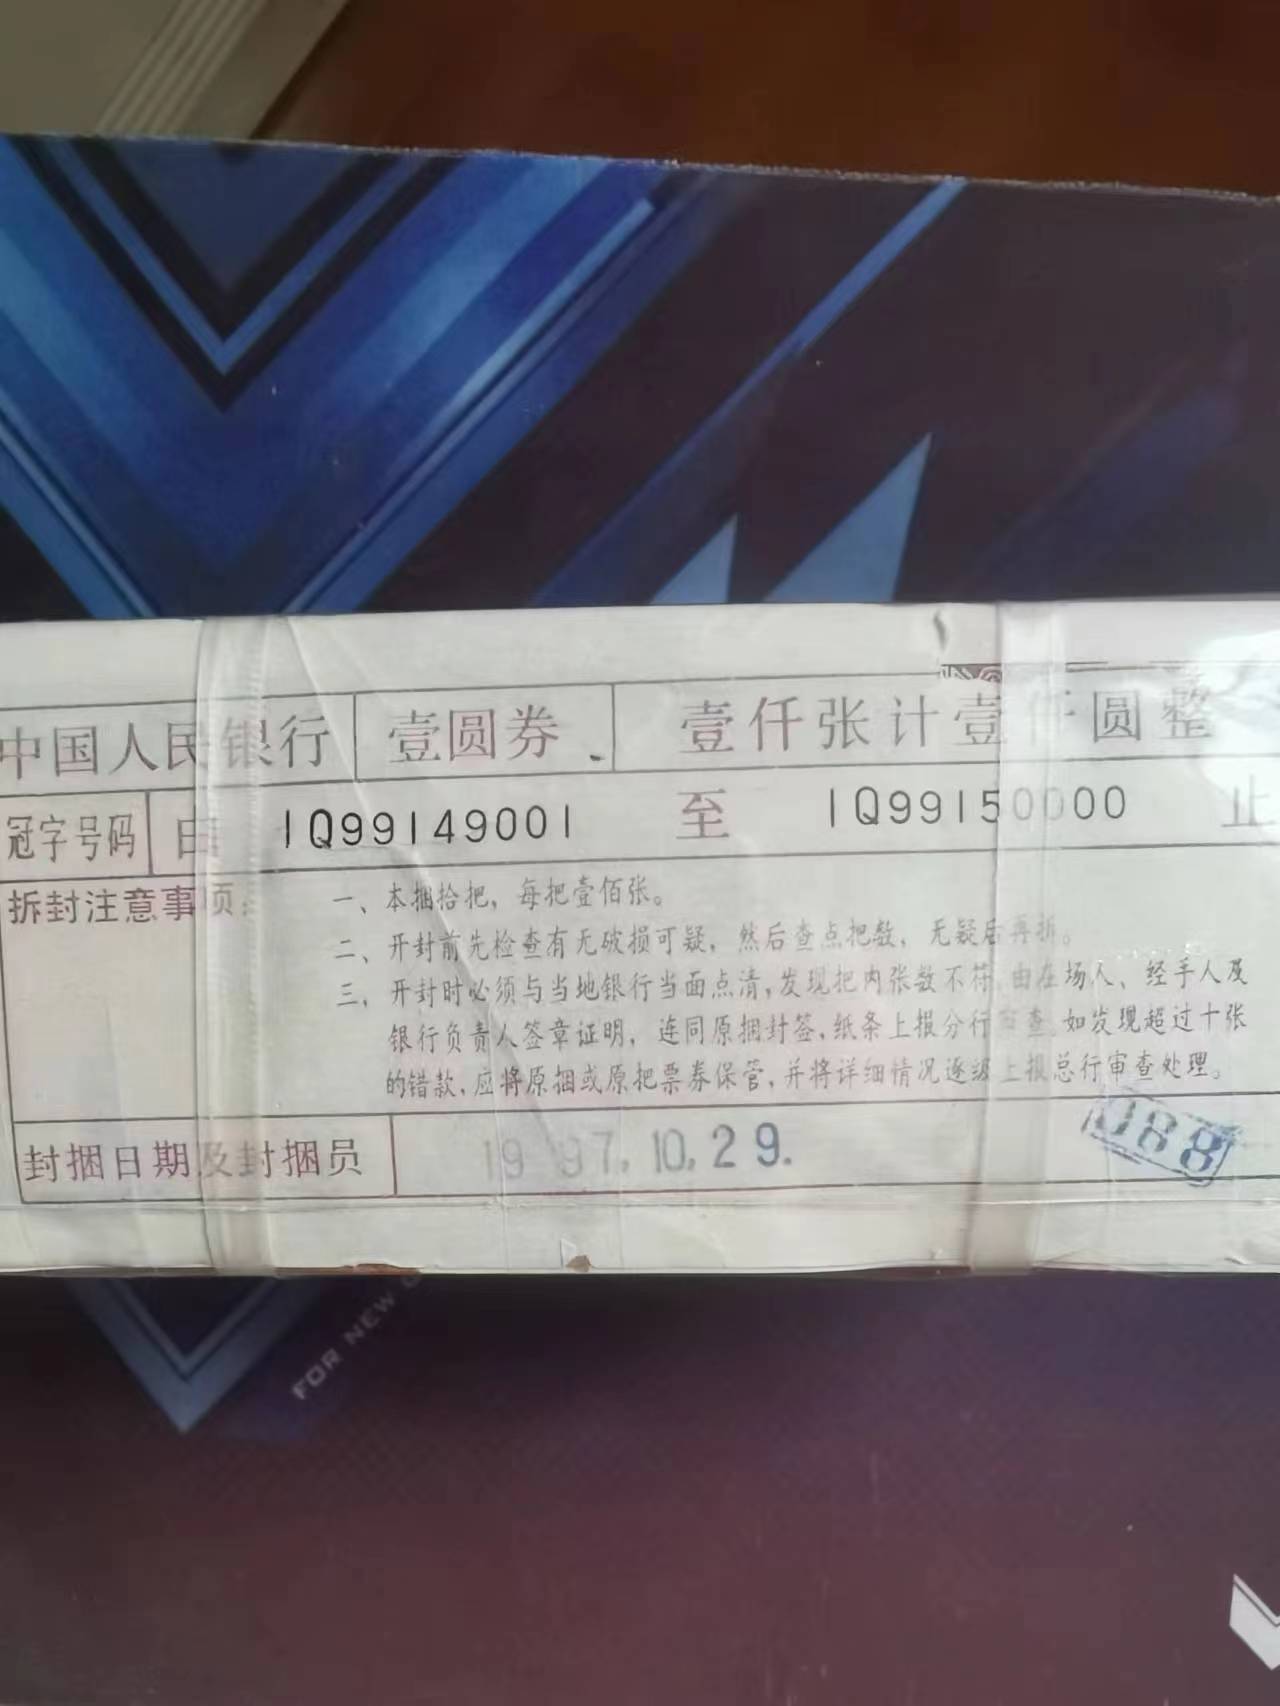 中国人民银行 壹圆券 壹仟张计壹仟圆整
冠字号码 由 1Q99149001 至 1Q99150000 止
拆封注意事项:
一、本捆拾把，每把壹佰张。
二、开封前先检查有无破损可疑，然后查点把数，无疑后再拆。
三、开封时必须与当地银行当面点清，发现把内张数不符，由在场人、经手人及
银行负责人签章证明，连同原捆封签，纸条上报分行审查。如发现超过十张
的错款，应将原捆或原把票券保管，并将详细情况逐级上报总行审查处理。
封捆日期及封捆员 1997.10.29. 1088
FOR NEW